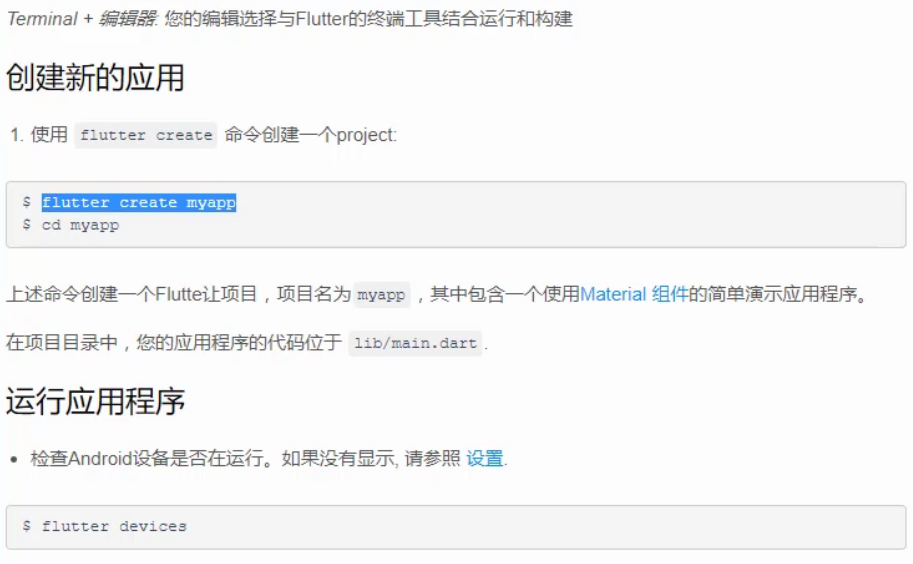 Terminal + 编辑器: 您的编辑选择与Flutter的终端工具结合运行和构建
创建新的应用
1. 使用 flutter create 命令创建一个project:
$ flutter create myapp
$ cd myapp
上述命令创建一个Flutte让项目，项目名为 myapp ，其中包含一个使用Material 组件的简单演示应用程序。
在项目目录中，您的应用程序的代码位于 lib/main.dart .
运行应用程序
• 检查Android设备是否在运行。如果没有显示, 请参照 设置.
$ flutter devices